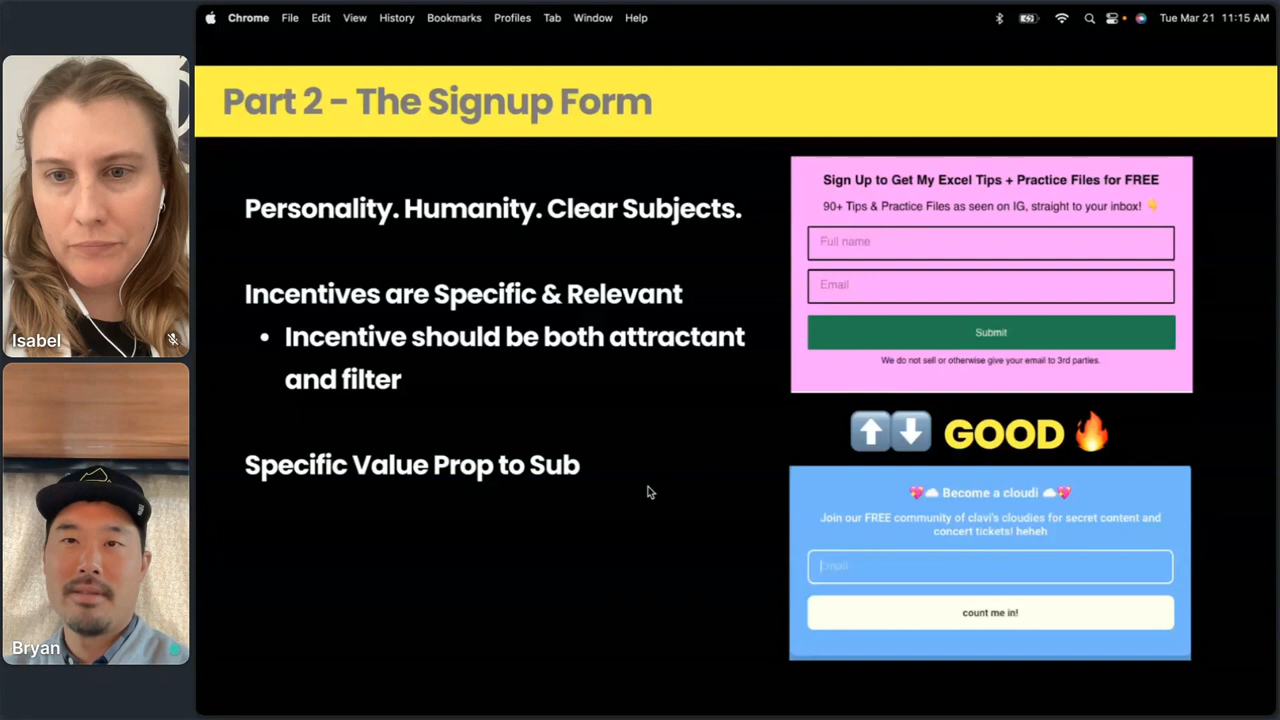 Chrome File Edit View History Bookmarks Profiles Tab Window Help
Tue Mar 21 11:15 AM
Part 2 - The Signup Form
Personality. Humanity. Clear Subjects.
Incentives are Specific & Relevant
• Incentive should be both attractant
and filter
Specific Value Prop to Sub
Sign Up to Get My Excel Tips + Practice Files for FREE
90+ Tips & Practice Files as seen on IG, straight to your inbox! 👇
Full name
Email
Submit
We do not sell or otherwise give your email to 3rd parties.
⬆️⬇️ GOOD 🔥
💖☁️ Become a cloudi ☁️💖
Join our FREE community of clavi's cloudies for secret content and
concert tickets! heheh
Email
count me in!
Isabel
Bryan